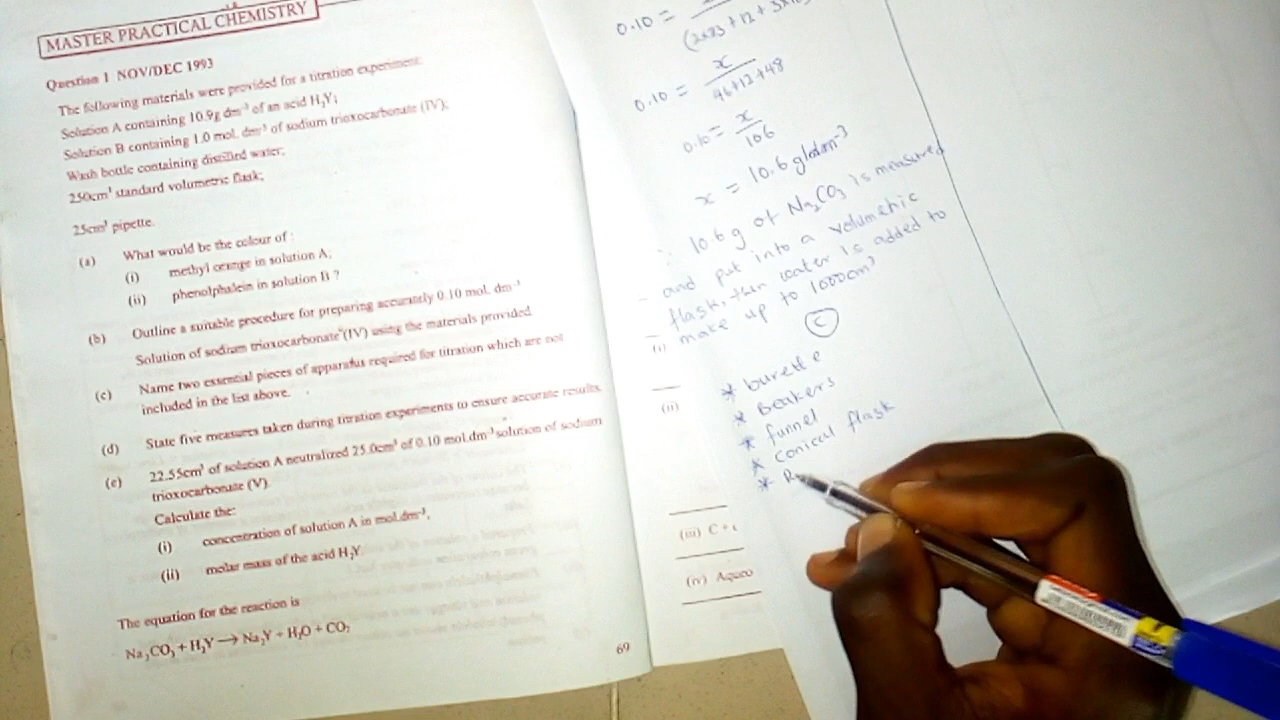 MASTER PRACTICAL CHEMISTRY
Question 1 NOV/DEC 1993
The following materials were provided for a titration experiment:
Solution A containing 10.9g dm⁻³ of an acid H₂Y;
Solution B containing 1.0 mol. dm⁻³ of sodium trioxocarbonate (IV);
Wash bottle containing distilled water;
250cm³ standard volumetric flask;
25cm³ pipette.
(a) What would be the colour of :
(i) methyl orange in solution A;
(ii) phenolphalein in solution B ?
(b) Outline a suitable procedure for preparing accurately 0.10 mol. dm⁻³
Solution of sodium trioxocarbonate (IV) using the materials provided
(c) Name two essential pieces of apparatus required for titration which are not
included in the list above.
(d) State five measures taken during titration experiments to ensure accurate results.
(e) 22.55cm³ of solution A neutralized 25.0cm³ of 0.10 mol.dm⁻³ solution of sodium
trioxocarbonate (V).
Calculate the:
(i) concentration of solution A in mol.dm⁻³,
(ii) molar mass of the acid H₂Y.
The equation for the reaction is
Na₂CO₃ + H₂Y → Na₂Y + H₂O + CO₂
69
0.10 =
(2x23 + 12 +
0.10 = x / 46+12+48
0.10 = x / 106
x = 10.6 g/dm³
10.6 g of Na₂CO₃ is measured
and put into a volumetric
flask, then water is added to
make up to 1000cm³
(C)
* burette
* Beakers
* funnel
* conical flask
* R
(i)
(ii)
(iii) C +
(iv) Aqueo